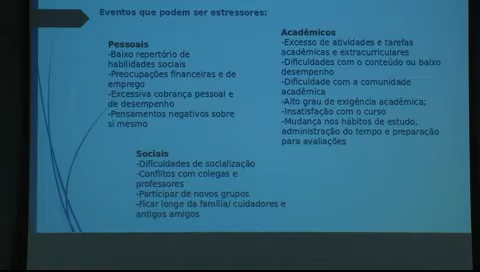 Eventos que podem ser estressores:
Pessoais
-Baixo repertório de
habilidades sociais
-Preocupações financeiras e de
emprego
-Excessiva cobrança pessoal e
de desempenho
-Pensamentos negativos sobre
si mesmo
Acadêmicos
-Excesso de atividades e tarefas
acadêmicas e extracurriculares
-Dificuldades com o conteúdo ou baixo
desempenho
-Dificuldade com a comunidade
acadêmica
-Alto grau de exigência acadêmica;
-Insatisfação com o curso
-Mudança nos hábitos de estudo,
administração do tempo e preparação
para avaliações
Sociais
-Dificuldades de socialização
-Conflitos com colegas e
professores
-Participar de novos grupos
-Ficar longe da família/ cuidadores e
antigos amigos